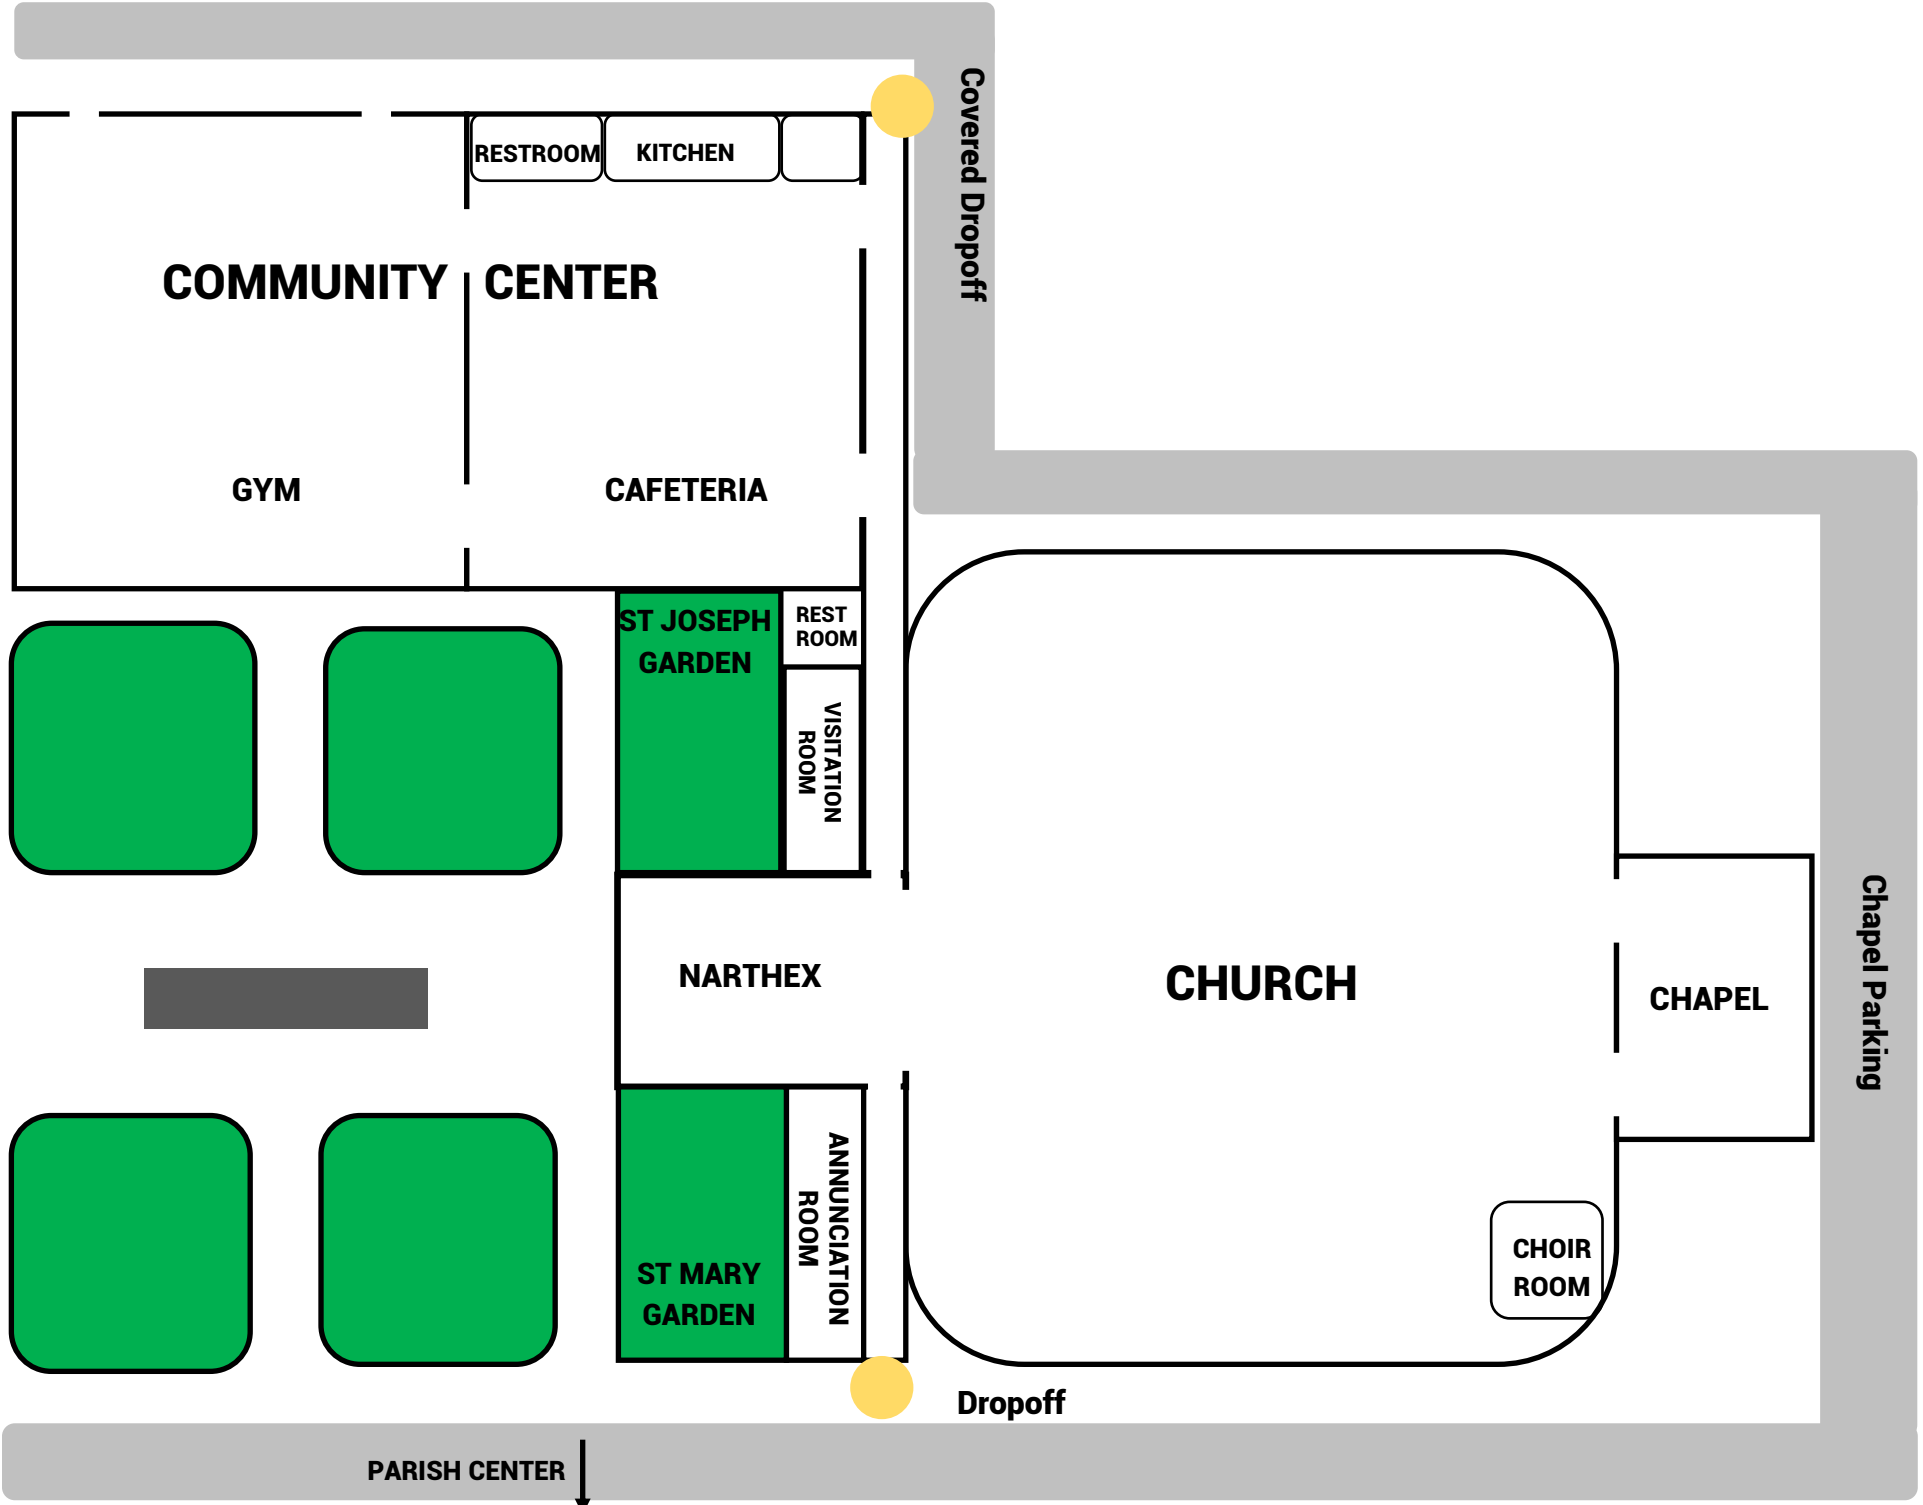 Covered Dropoff
RESTROOM
KITCHEN
COMMUNITY CENTER
GYM
CAFETERIA
ST JOSEPH
GARDEN
REST
ROOM
VISITATION
ROOM
NARTHEX
CHURCH
CHAPEL
Chapel Parking
ANNUNCIATION
ROOM
ST MARY
GARDEN
CHOIR
ROOM
Dropoff
PARISH CENTER